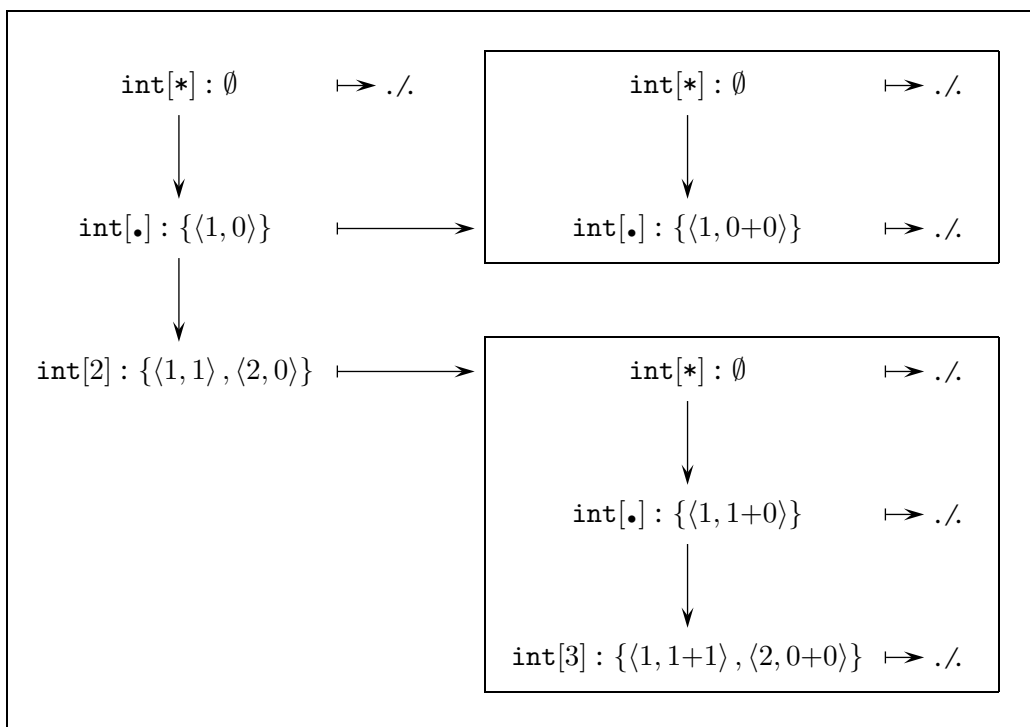 int[*] : ∅ ↦ ./. int[*] : ∅ ↦ ./.
int[•] : {⟨1, 0⟩} ⟼ int[•] : {⟨1, 0+0⟩} ↦ ./.
int[2] : {⟨1, 1⟩ , ⟨2, 0⟩} ⟼ int[*] : ∅ ↦ ./.
int[•] : {⟨1, 1+0⟩} ↦ ./.
int[3] : {⟨1, 1+1⟩ , ⟨2, 0+0⟩} ↦ ./.